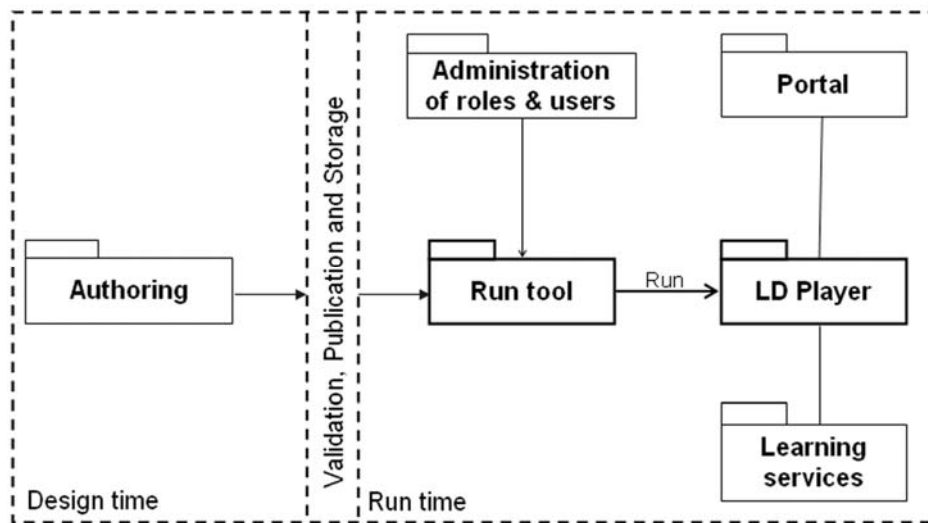 Administration
of roles & users
Portal
Validation, Publication and Storage
Authoring
Run tool
Run
LD Player
Learning
services
Design time
Run time